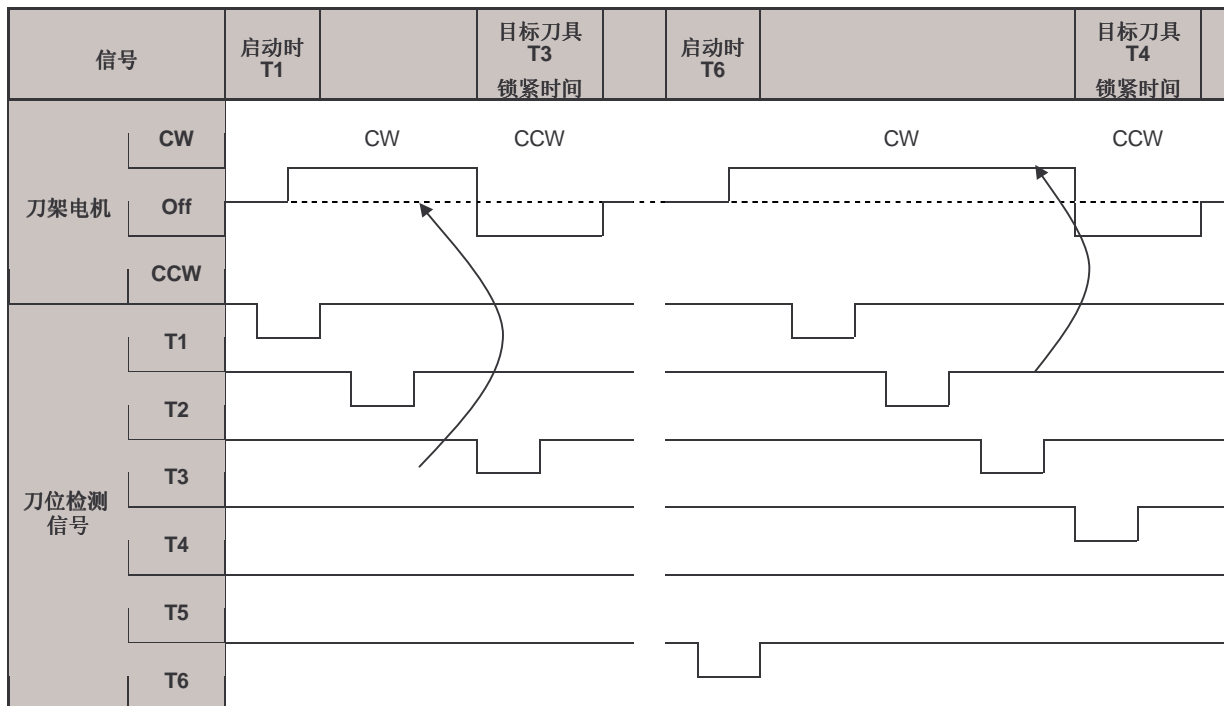 信号
启动时
T1
目标刀具
T3
锁紧时间
启动时
T6
目标刀具
T4
锁紧时间
刀架电机
CW
CW
CCW
CW
CCW
Off
CCW
刀位检测
信号
T1
T2
T3
T4
T5
T6